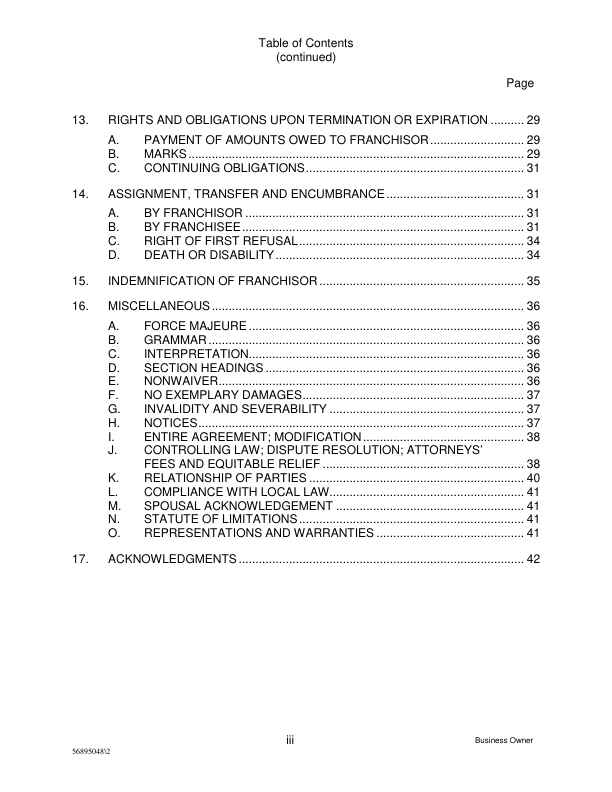 Table of Contents
(continued)
Page
13. RIGHTS AND OBLIGATIONS UPON TERMINATION OR EXPIRATION .......... 29
A. PAYMENT OF AMOUNTS OWED TO FRANCHISOR ............................ 29
B. MARKS ..................................................................................................... 29
C. CONTINUING OBLIGATIONS .................................................................. 31
14. ASSIGNMENT, TRANSFER AND ENCUMBRANCE .......................................... 31
A. BY FRANCHISOR .................................................................................... 31
B. BY FRANCHISEE ..................................................................................... 31
C. RIGHT OF FIRST REFUSAL .................................................................... 34
D. DEATH OR DISABILITY ........................................................................... 34
15. INDEMNIFICATION OF FRANCHISOR .............................................................. 35
16. MISCELLANEOUS .............................................................................................. 36
A. FORCE MAJEURE ................................................................................... 36
B. GRAMMAR ............................................................................................... 36
C. INTERPRETATION ................................................................................... 36
D. SECTION HEADINGS .............................................................................. 36
E. NONWAIVER ............................................................................................ 36
F. NO EXEMPLARY DAMAGES ................................................................... 37
G. INVALIDITY AND SEVERABILITY ........................................................... 37
H. NOTICES .................................................................................................. 37
I. ENTIRE AGREEMENT; MODIFICATION ................................................. 38
J. CONTROLLING LAW; DISPUTE RESOLUTION; ATTORNEYS'
FEES AND EQUITABLE RELIEF ............................................................. 38
K. RELATIONSHIP OF PARTIES ................................................................. 40
L. COMPLIANCE WITH LOCAL LAW ........................................................... 41
M. SPOUSAL ACKNOWLEDGEMENT ......................................................... 41
N. STATUTE OF LIMITATIONS .................................................................... 41
O. REPRESENTATIONS AND WARRANTIES ............................................. 41
17. ACKNOWLEDGMENTS ...................................................................................... 42
iii
Business Owner
56895048\2